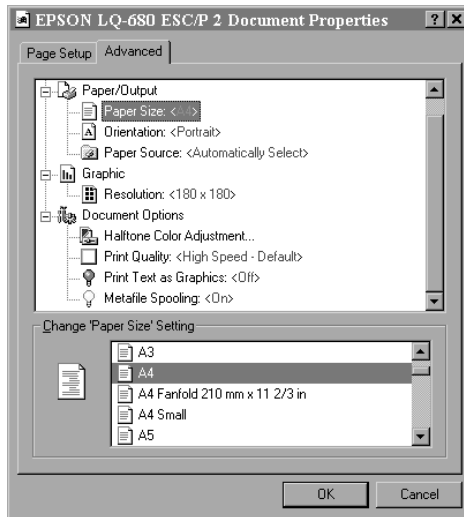 EPSON LQ-680 ESC/P 2 Document Properties
Page Setup Advanced
Paper/Output
Paper Size: <A4>
Orientation: <Portrait>
Paper Source: <Automatically Select>
Graphic
Resolution: <180 x 180>
Document Options
Halftone Color Adjustment...
Print Quality: <High Speed - Default>
Print Text as Graphics: <Off>
Metafile Spooling: <On>
Change 'Paper Size' Setting
A3
A4
A4 Fanfold 210 mm x 11 2/3 in
A4 Small
A5
OK Cancel